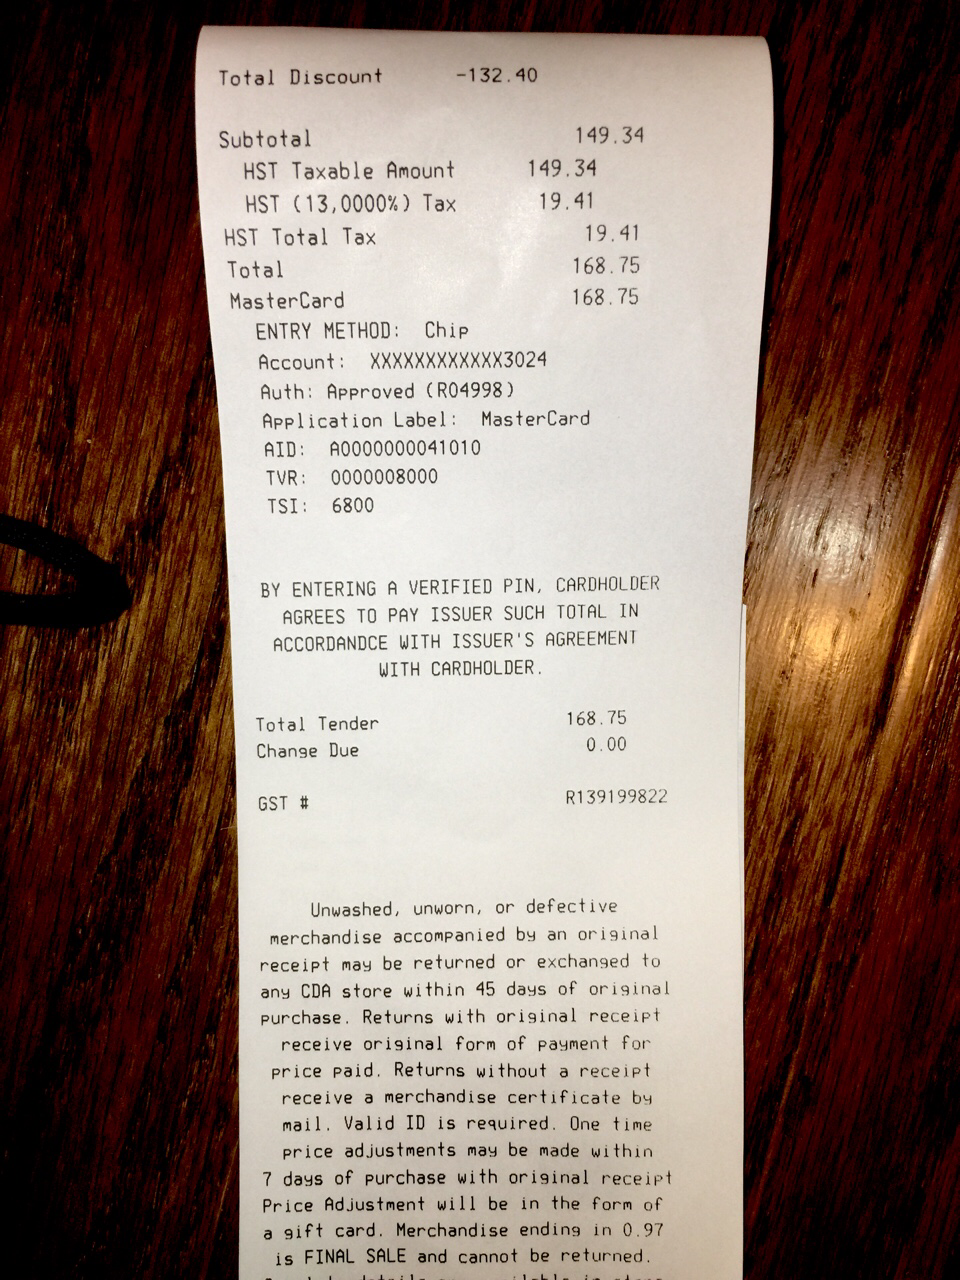 Total Discount -132.40
Subtotal 149.34
HST Taxable Amount 149.34
HST (13,0000%) Tax 19.41
HST Total Tax 19.41
Total 168.75
MasterCard 168.75
ENTRY METHOD: Chip
Account: XXXXXXXXXXXX3024
Auth: Approved (R04998)
Application Label: MasterCard
AID: A0000000041010
TVR: 0000008000
TSI: 6800
BY ENTERING A VERIFIED PIN, CARDHOLDER
AGREES TO PAY ISSUER SUCH TOTAL IN
ACCORDANDCE WITH ISSUER'S AGREEMENT
WITH CARDHOLDER.
Total Tender 168.75
Change Due 0.00
GST # R139199822
Unwashed, unworn, or defective
merchandise accompanied by an original
receipt may be returned or exchanged to
any CDA store within 45 days of original
purchase. Returns with original receipt
receive original form of payment for
price paid. Returns without a receipt
receive a merchandise certificate by
mail. Valid ID is required. One time
price adjustments may be made within
7 days of purchase with original receipt
Price Adjustment will be in the form of
a gift card. Merchandise ending in 0.97
is FINAL SALE and cannot be returned.